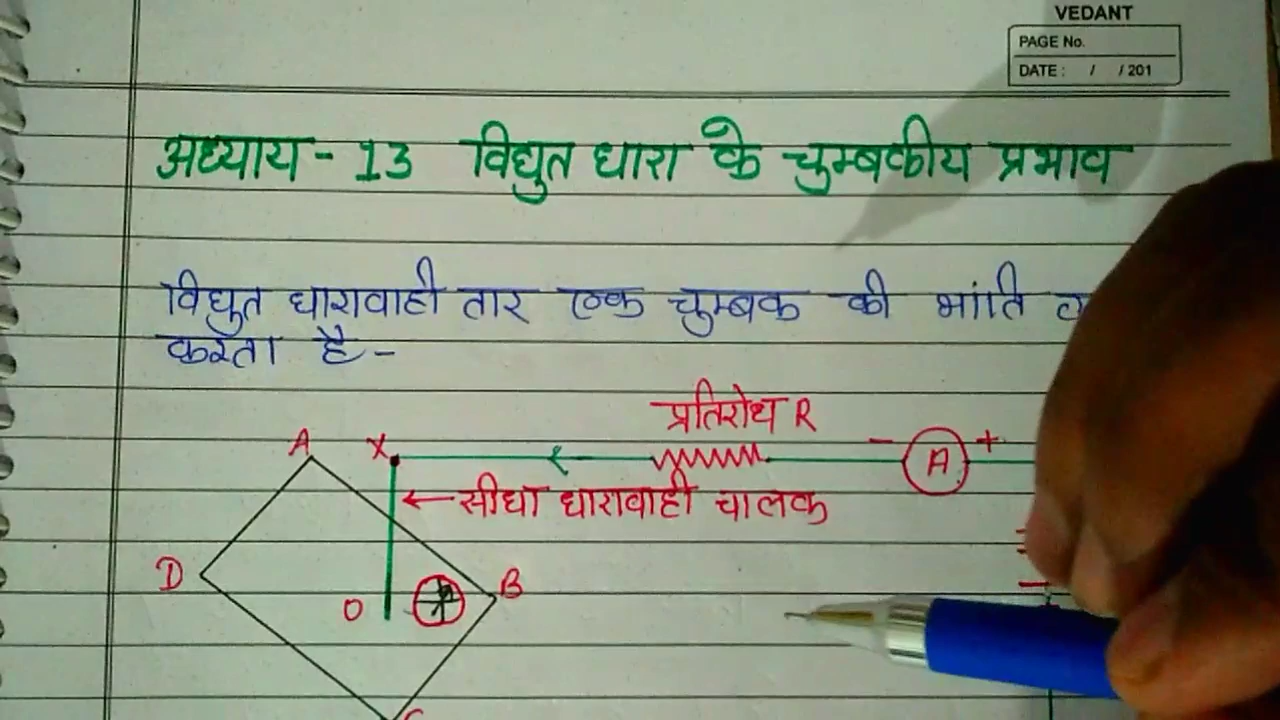 VEDANT
PAGE No.
DATE : / / 201
अध्याय - 13 विद्युत धारा के चुम्बकीय प्रभाव
विद्युत धारावाही तार एक चुम्बक की भांति
करता है -
प्रतिरोध R
A X - A +
← सीधा धारावाही चालक
D B
O
C